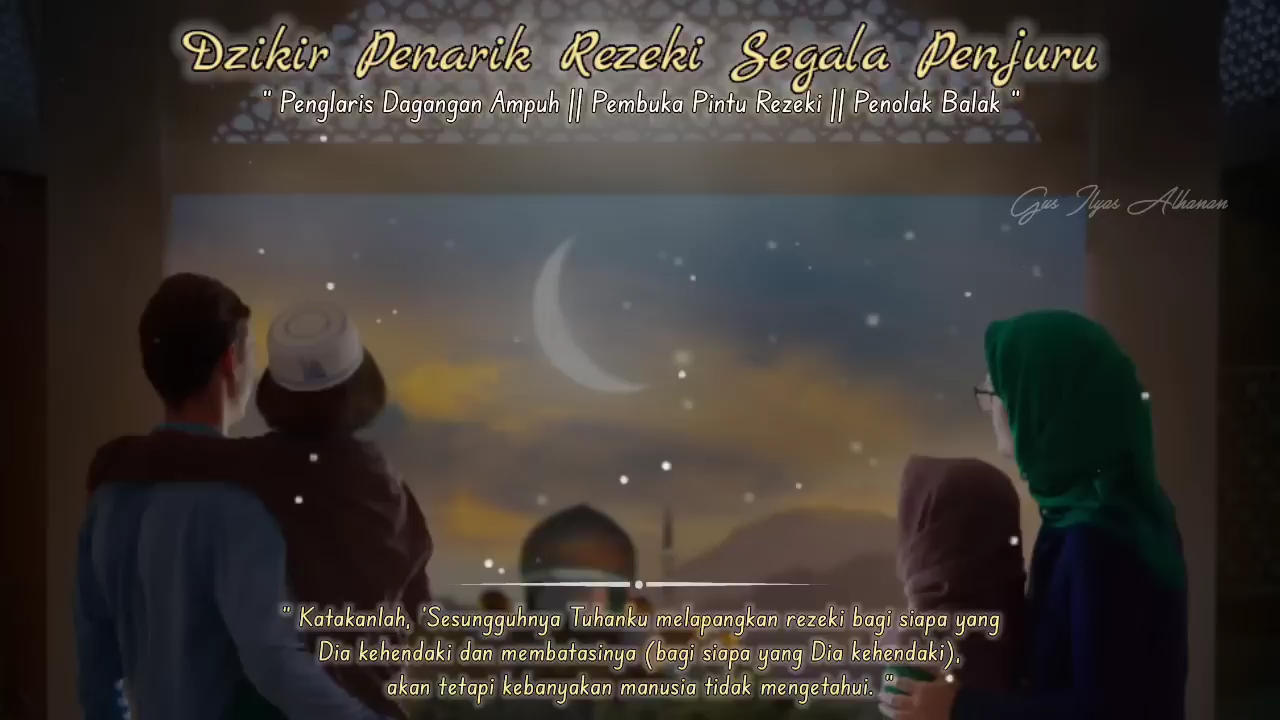 Dzikir Penarik Rezeki Segala Penjuru
" Penglaris Dagangan Ampuh || Pembuka Pintu Rezeki || Penolak Balak "
Gus Ilyas Alhanan
" Katakanlah, 'Sesungguhnya Tuhanku melapangkan rezeki bagi siapa yang
Dia kehendaki dan membatasinya (bagi siapa yang Dia kehendaki),
akan tetapi kebanyakan manusia tidak mengetahui. "